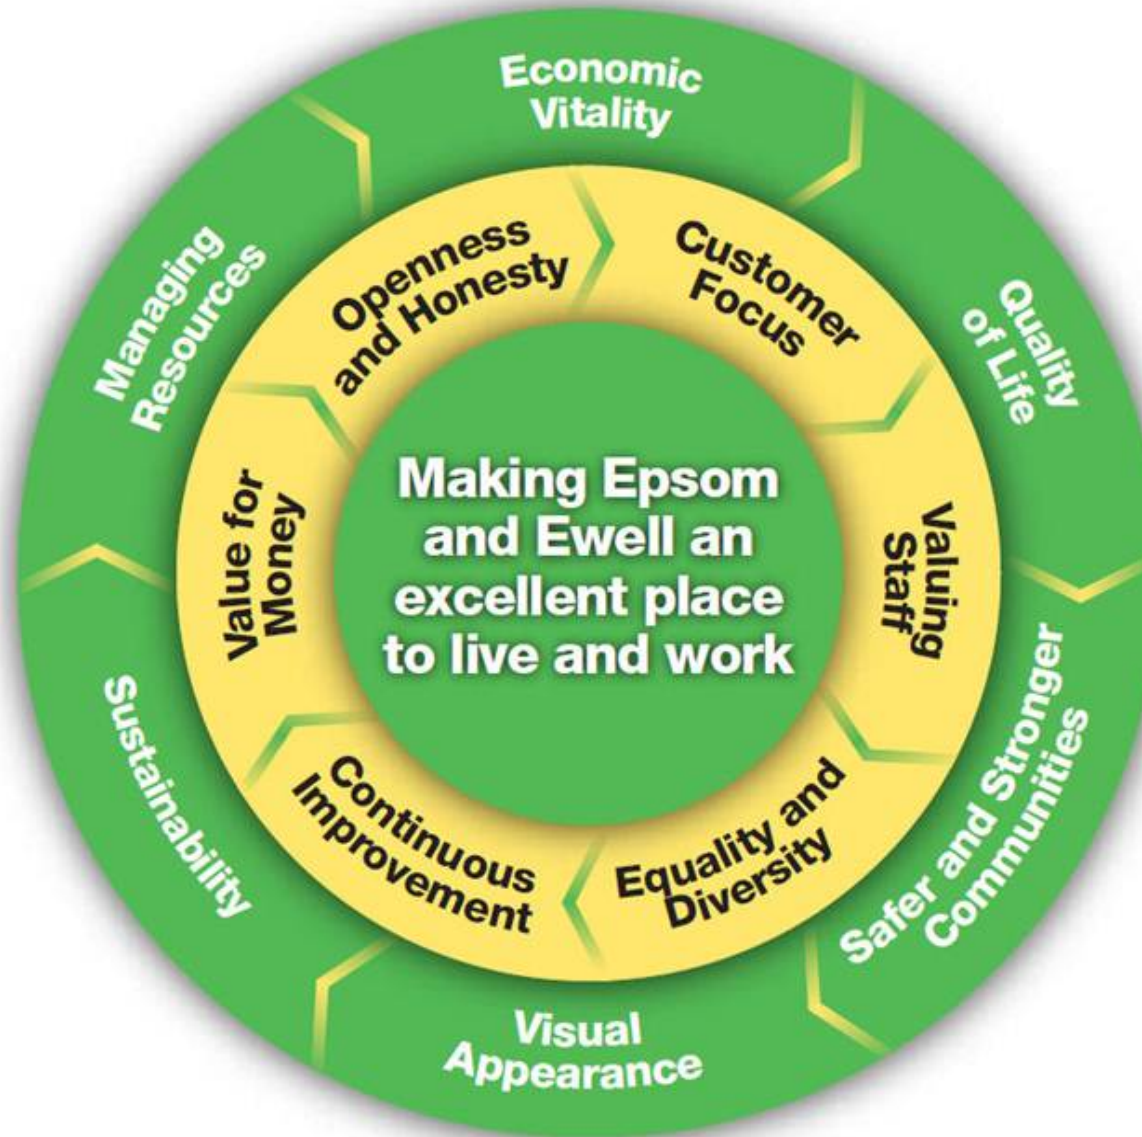 Economic
Vitality
Quality
of Life
Safer and Stronger
Communities
Visual
Appearance
Sustainability
Managing
Resources
Customer
Focus
Valuing
Staff
Equality and
Diversity
Continuous
Improvement
Value for
Money
Openness
and Honesty
Making Epsom
and Ewell an
excellent place
to live and work